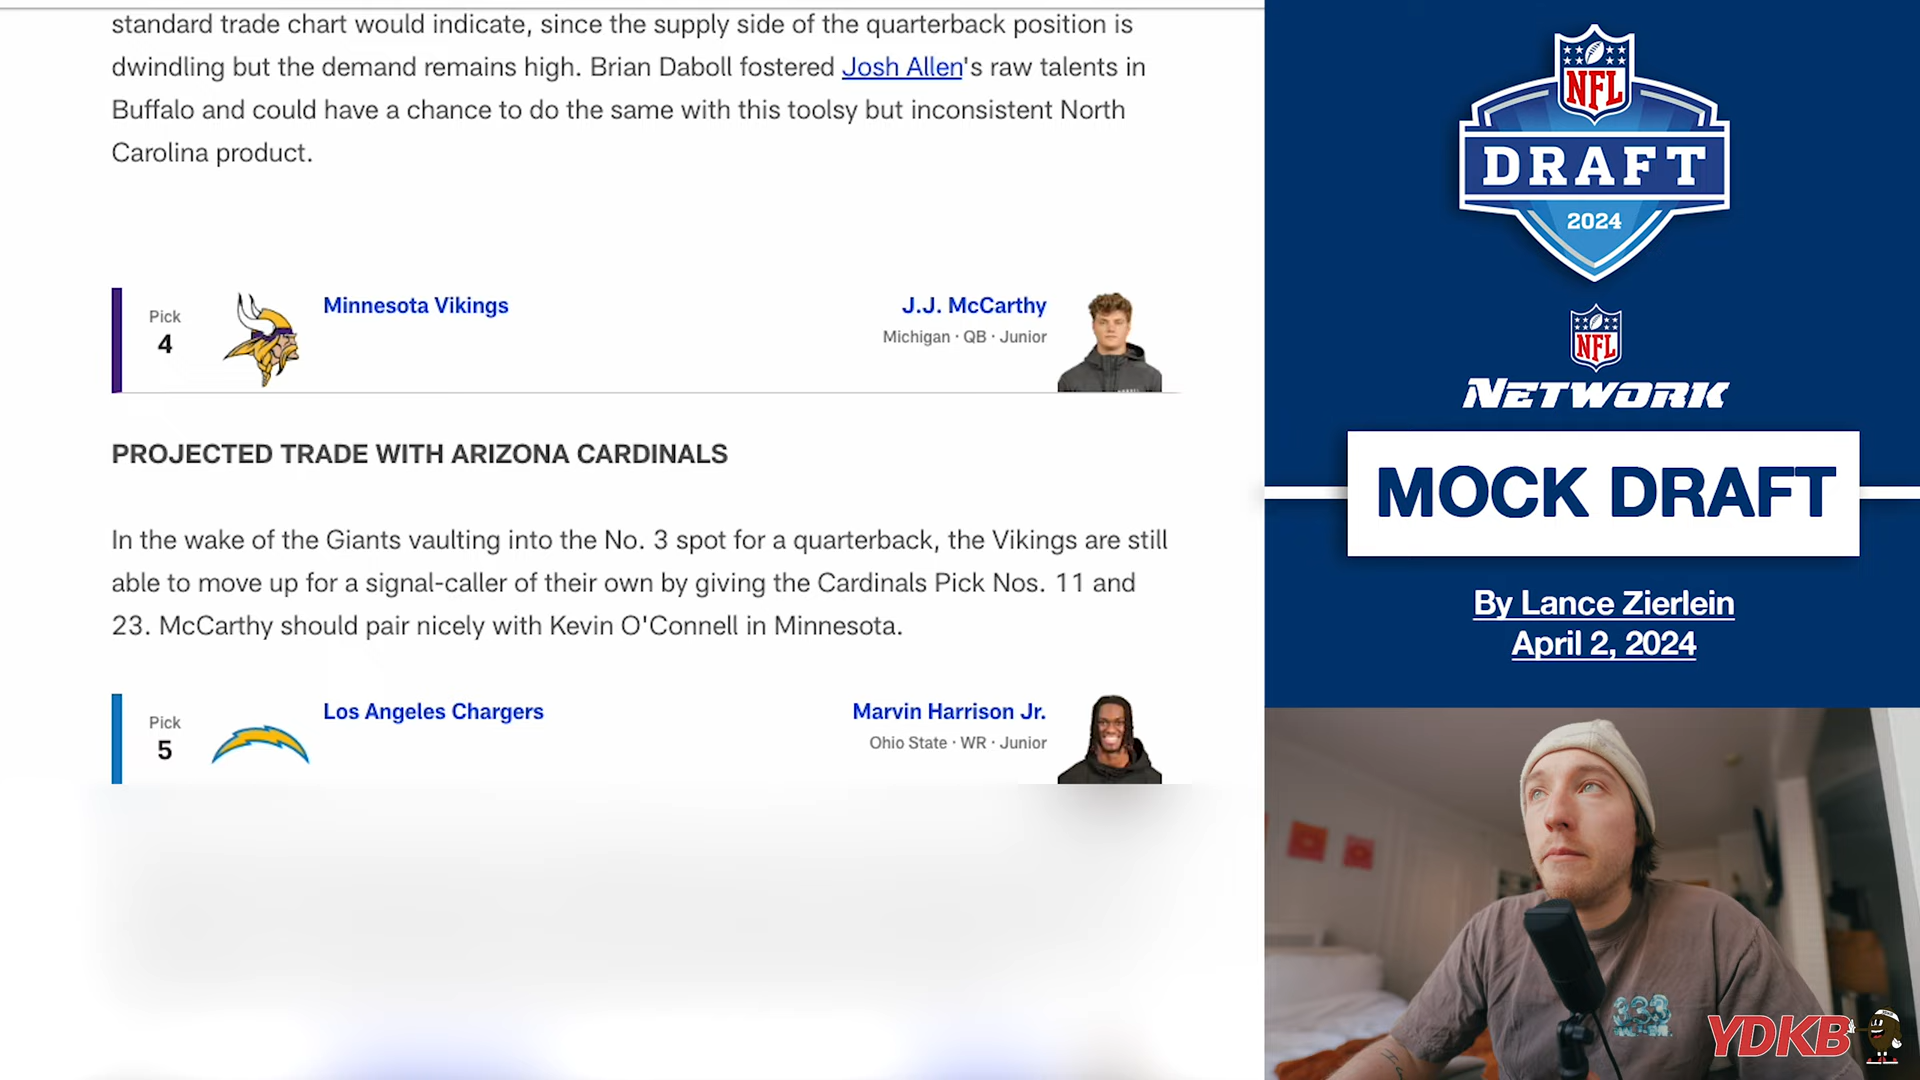 standard trade chart would indicate, since the supply side of the quarterback position is
dwindling but the demand remains high. Brian Daboll fostered Josh Allen's raw talents in
Buffalo and could have a chance to do the same with this toolsy but inconsistent North
Carolina product.
Pick
4
Minnesota Vikings
J.J. McCarthy
Michigan · QB · Junior
PROJECTED TRADE WITH ARIZONA CARDINALS
In the wake of the Giants vaulting into the No. 3 spot for a quarterback, the Vikings are still
able to move up for a signal-caller of their own by giving the Cardinals Pick Nos. 11 and
23. McCarthy should pair nicely with Kevin O'Connell in Minnesota.
Pick
5
Los Angeles Chargers
Marvin Harrison Jr.
Ohio State · WR · Junior
NFL
DRAFT
2024
NFL
NETWORK
MOCK DRAFT
By Lance Zierlein
April 2, 2024
333
YDKB